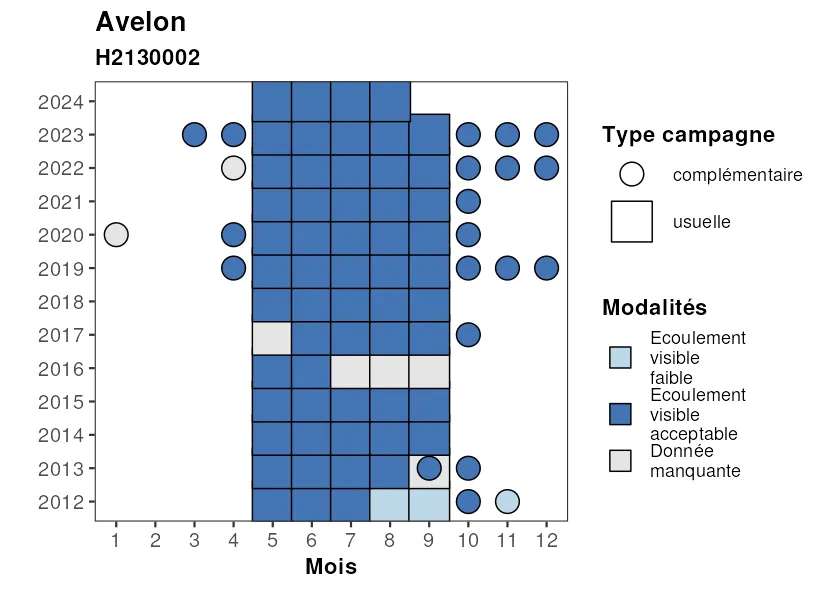 Avelon
H2130002
2024
2023
2022
2021
2020
2019
2018
2017
2016
2015
2014
2013
2012
1 2 3 4 5 6 7 8 9 10 11 12
Mois
Type campagne
complémentaire
usuelle
Modalités
Ecoulement
visible
faible
Ecoulement
visible
acceptable
Donnée
manquante